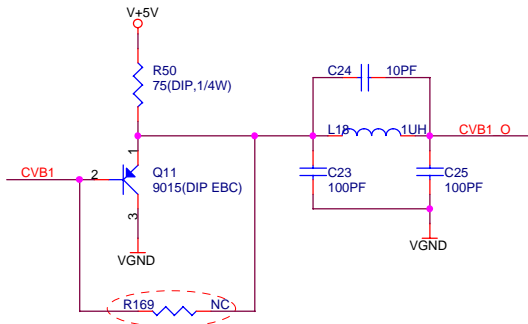 V+5V
R50
75(DIP,1/4W)
C24 10PF
L18 1UH CVB1_O
1
CVB1 2 Q11
9015(DIP EBC)
3
C23
100PF
C25
100PF
VGND
VGND
R169 NC